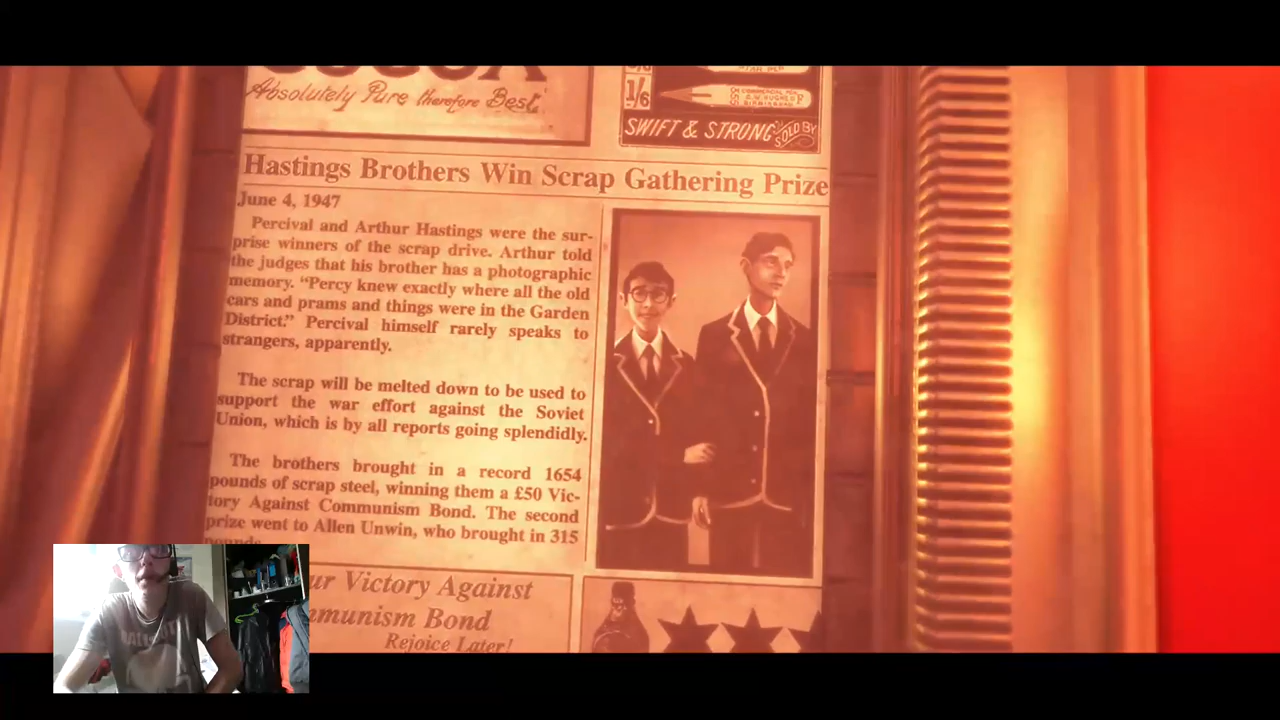 COCOA
Absolutely Pure therefore Best.
1/6
SWIFT & STRONG SOLD BY
Hastings Brothers Win Scrap Gathering Prize
June 4, 1947
Percival and Arthur Hastings were the sur-
prise winners of the scrap drive. Arthur told
the judges that his brother has a photographic
memory. “Percy knew exactly where all the old
cars and prams and things were in the Garden
District.” Percival himself rarely speaks to
strangers, apparently.
The scrap will be melted down to be used to
support the war effort against the Soviet
Union, which is by all reports going splendidly.
The brothers brought in a record 1654
pounds of scrap steel, winning them a £50 Vic-
tory Against Communism Bond. The second
prize went to Allen Unwin, who brought in 315
pounds.
ur Victory Against
mmunism Bond
Rejoice Later!